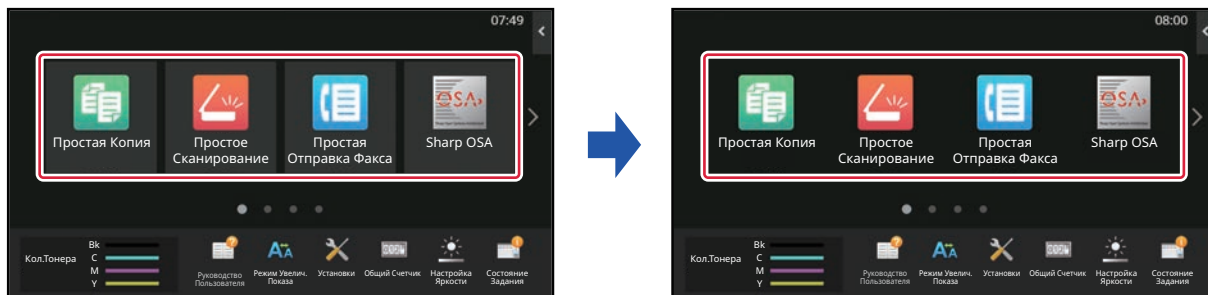 07:49
Простая Копия
Простое
Сканирование
Простая
Отправка Факса
OSA
Sharp OSA
Кол.Тонера
Bk
C
M
Y
Руководство
Пользователя
Режим Увелич.
Показа
Установки
Общий Счетчик
Настройка
Яркости
Состояние
Задания
08:00
Простая Копия
Простое
Сканирование
Простая
Отправка Факса
OSA
Sharp OSA
Кол.Тонера
Bk
C
M
Y
Руководство
Пользователя
Режим Увелич.
Показа
Установки
Общий Счетчик
Настройка
Яркости
Состояние
Задания